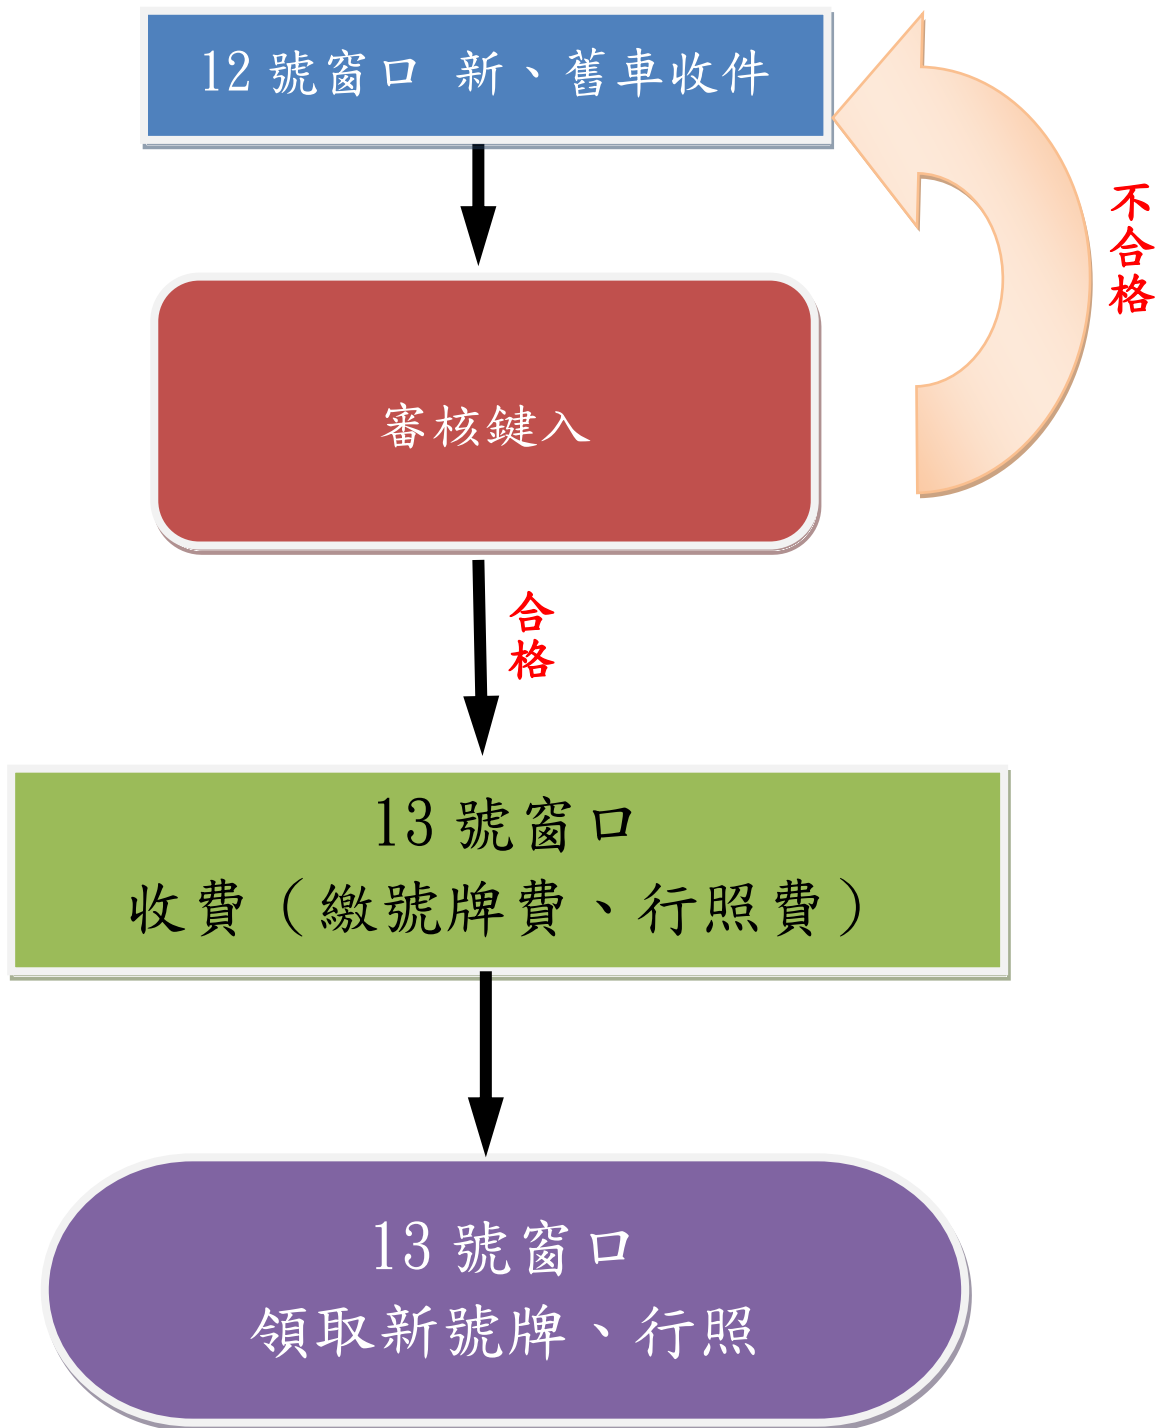 12 號窗口 新、舊車收件
不
合
格
審核鍵入
合
格
13 號窗口
收費（繳號牌費、行照費）
13 號窗口
領取新號牌、行照